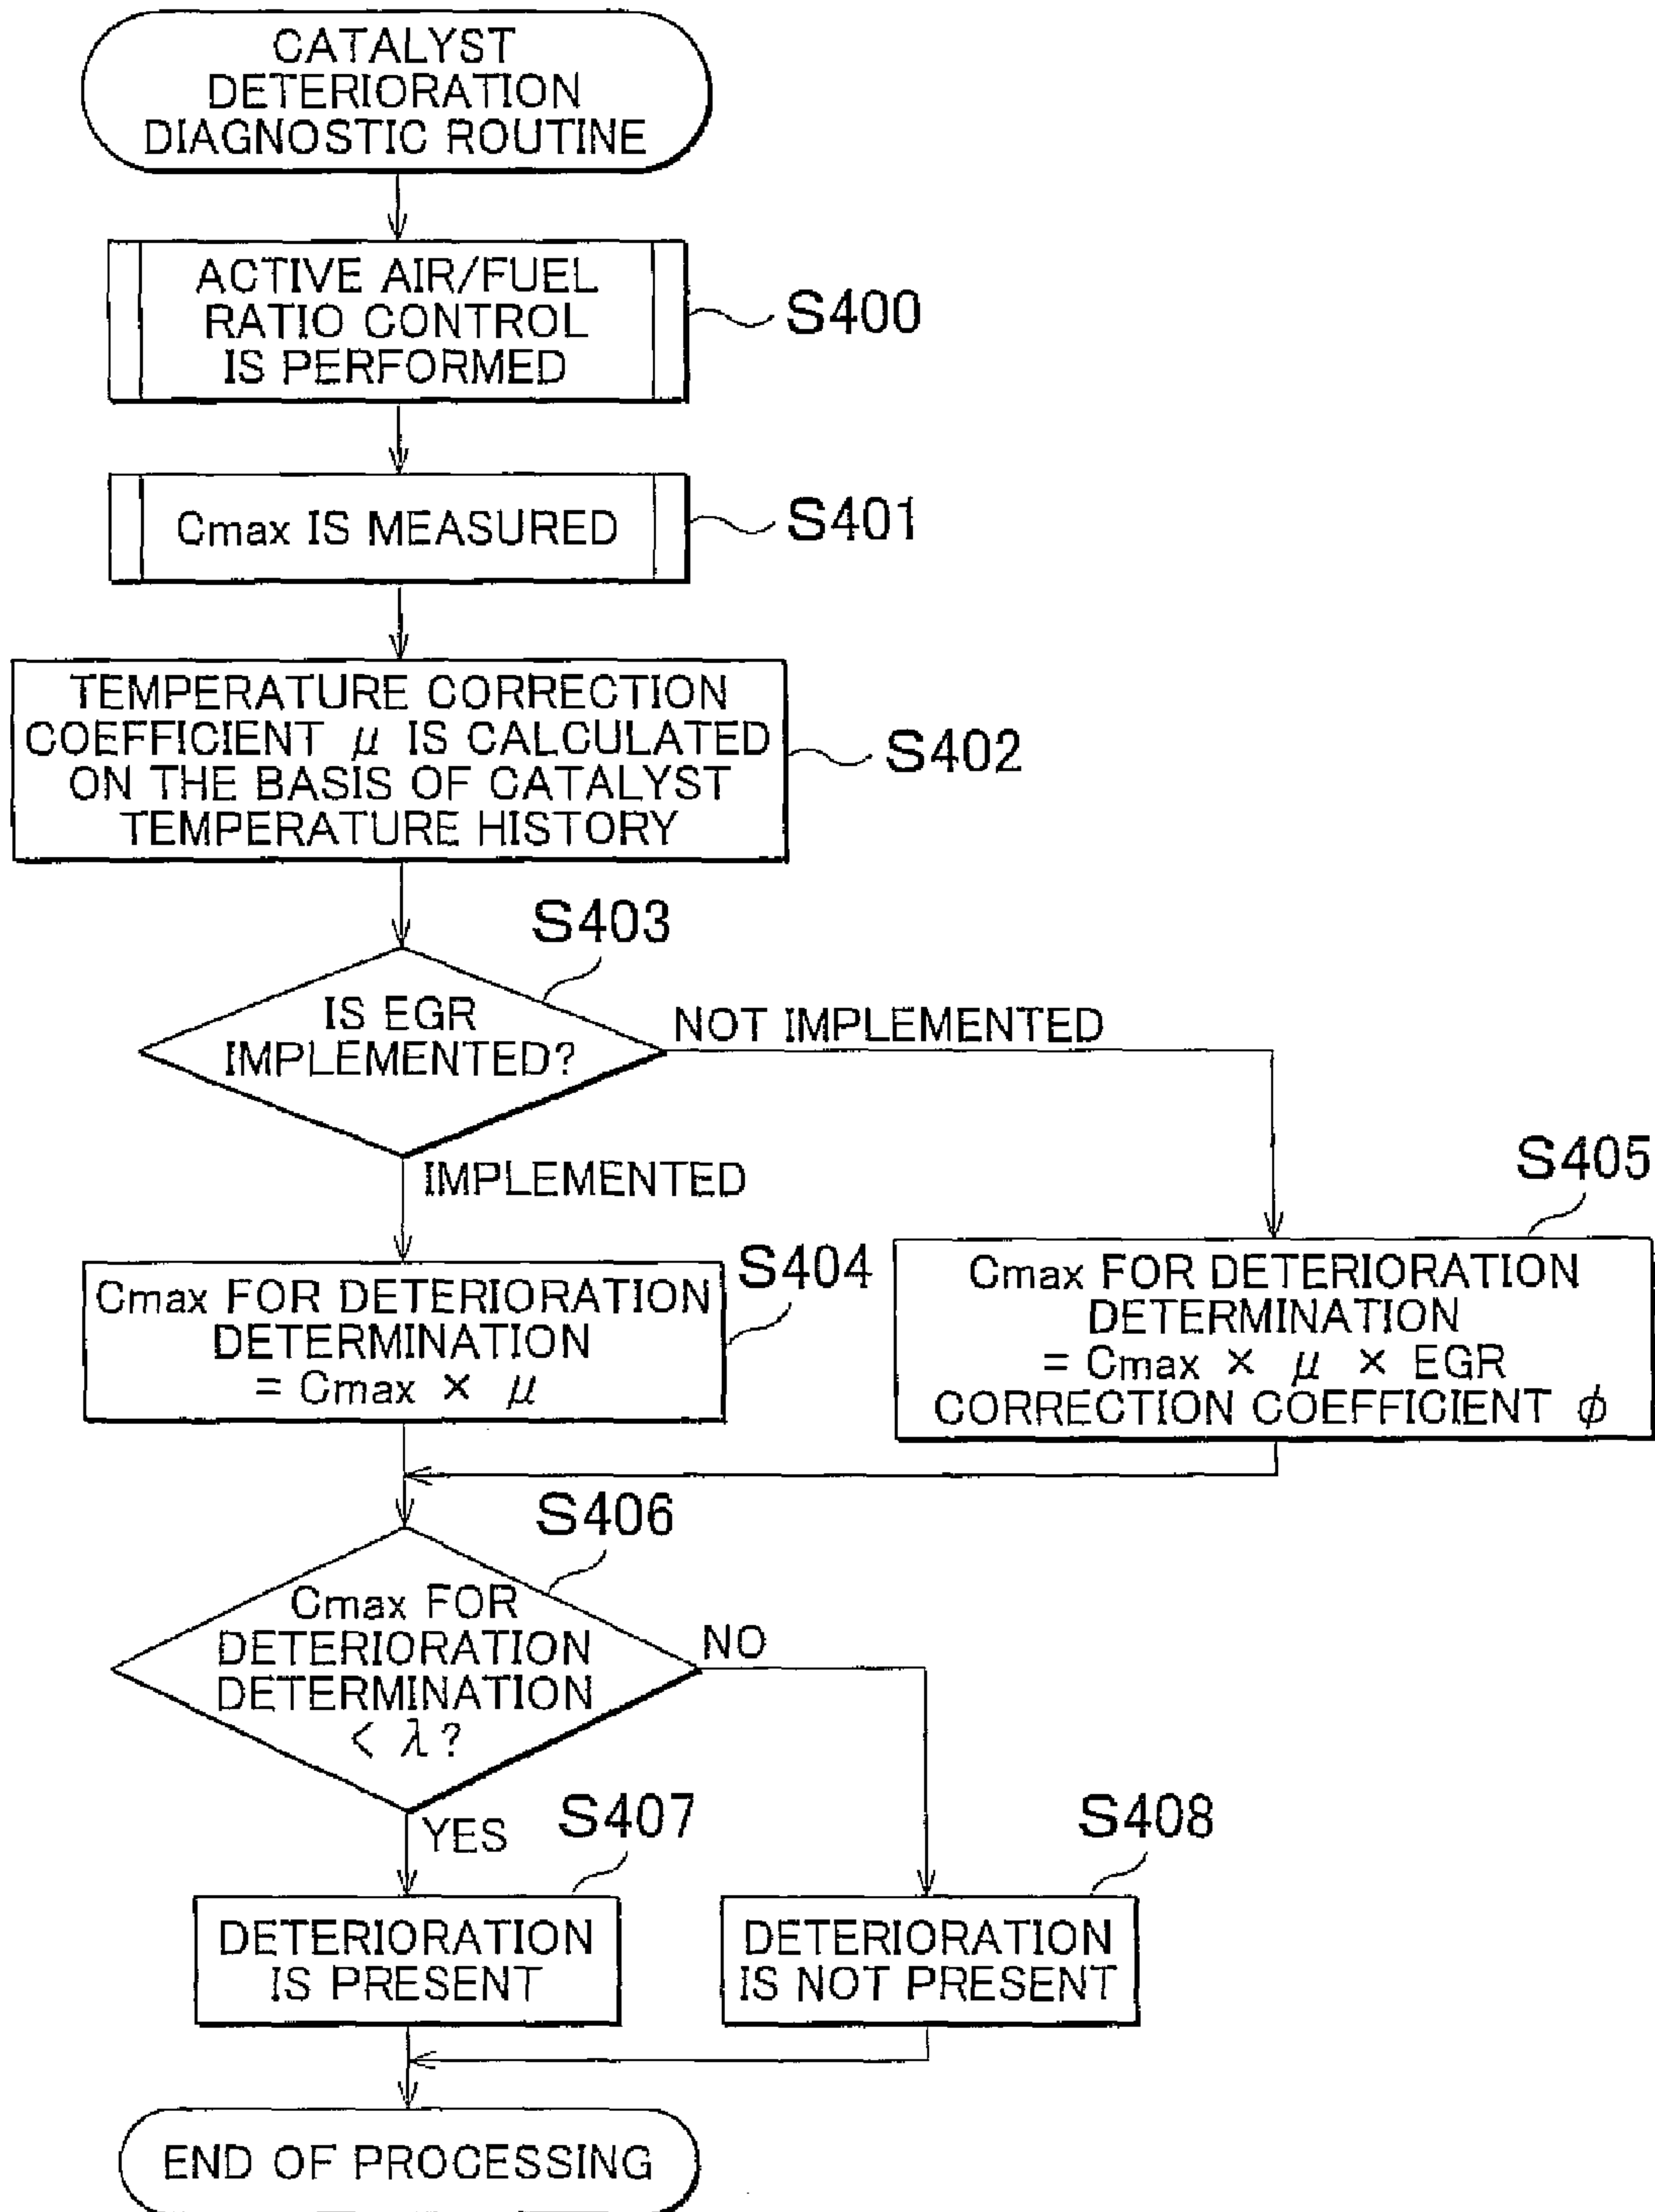 CATALYST
DETERIORATION
DIAGNOSTIC ROUTINE
ACTIVE AIR/FUEL
RATIO CONTROL
IS PERFORMED
S400
Cmax IS MEASURED
S401
TEMPERATURE CORRECTION
COEFFICIENT μ IS CALCULATED
ON THE BASIS OF CATALYST
TEMPERATURE HISTORY
S402
S403
IS EGR
IMPLEMENTED?
NOT IMPLEMENTED
IMPLEMENTED
S404
Cmax FOR DETERIORATION
DETERMINATION
= Cmax × μ
S405
Cmax FOR DETERIORATION
DETERMINATION
= Cmax × μ × EGR
CORRECTION COEFFICIENT φ
S406
Cmax FOR
DETERIORATION
DETERMINATION
< λ?
NO
YES
S407
DETERIORATION
IS PRESENT
S408
DETERIORATION
IS NOT PRESENT
END OF PROCESSING